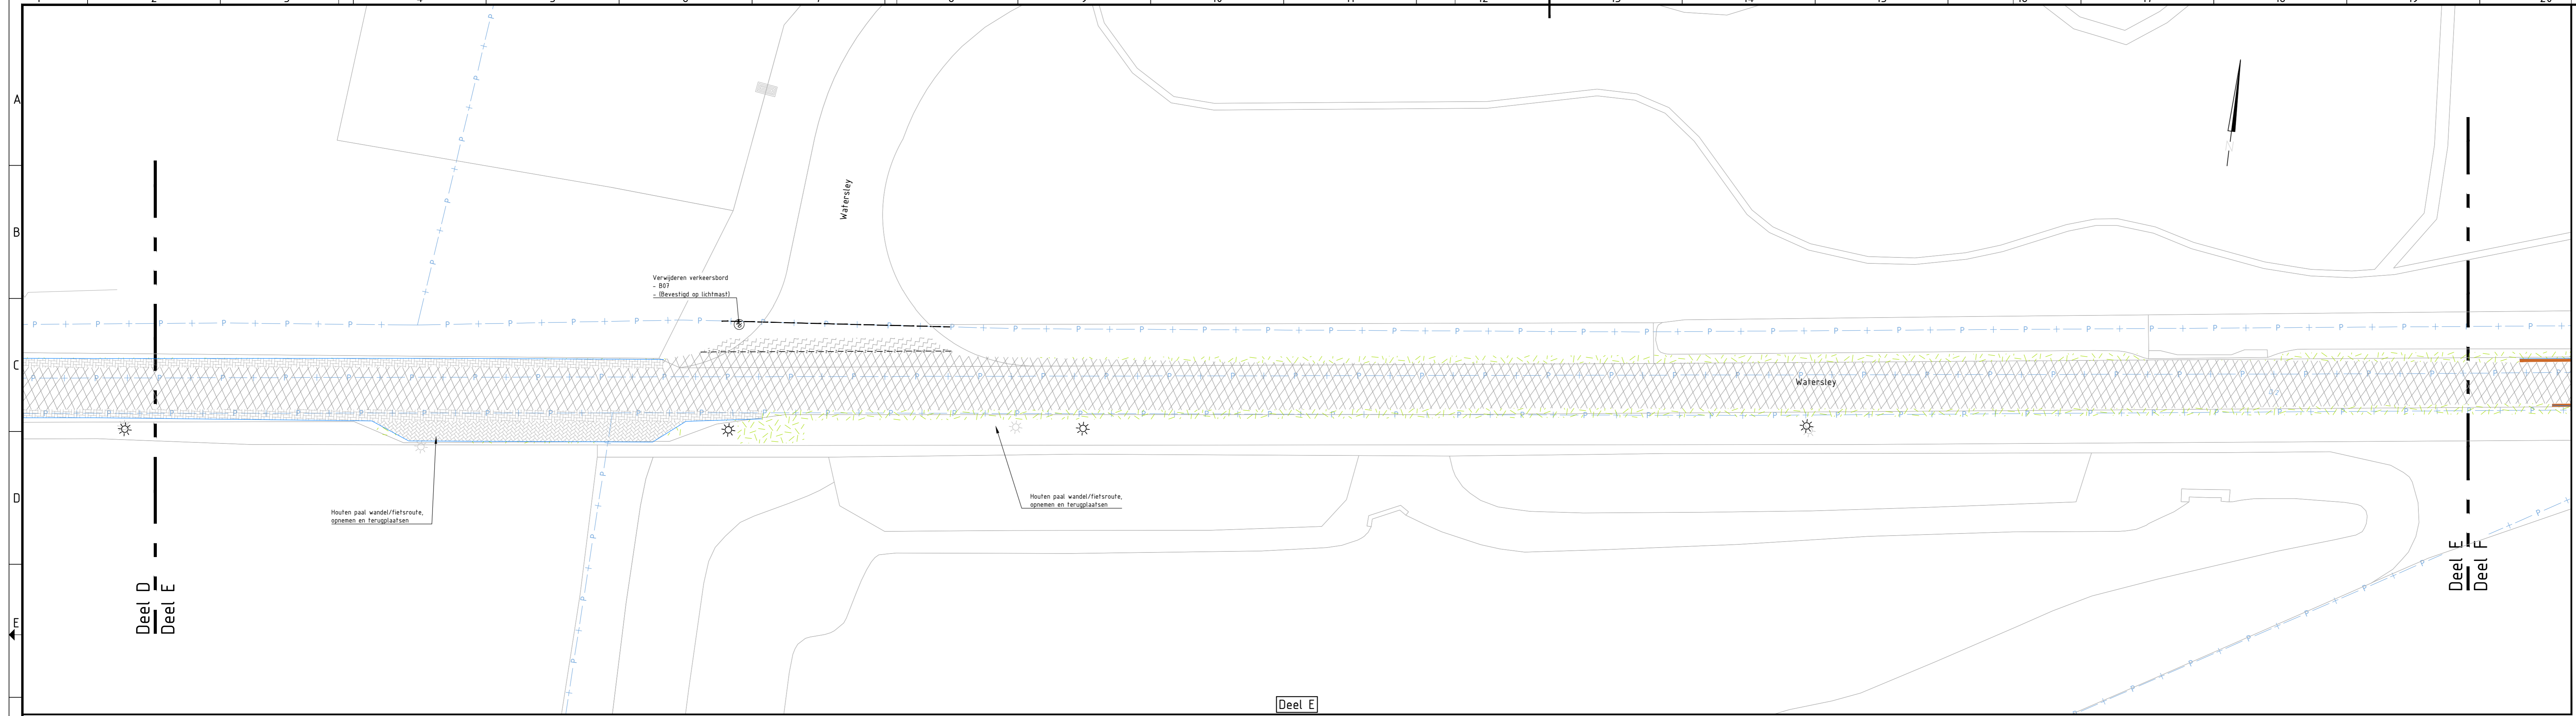 A
B
C
D
E
Watersley
Verwijderen verkeersbord
- B07
- (Bevestigd op lichtmast)
Watersley
Houten paal wandel/fietsroute,
opnemen en terugplaatsen
Houten paal wandel/fietsroute,
opnemen en terugplaatsen
Deel D
Deel E
Deel E
Deel F
Deel E